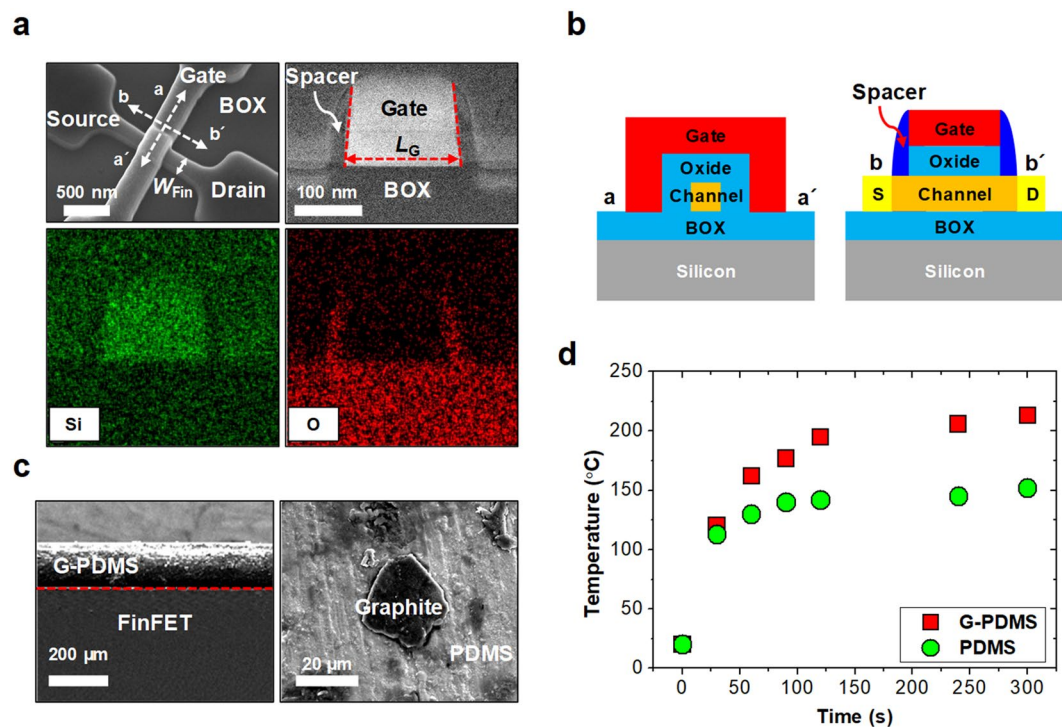 a
Source
b
a
Gate
BOX
b´
a´
W_Fin
Drain
500 nm
Spacer
Gate
L_G
BOX
100 nm
Si
O
b
Gate
Oxide
Channel
a
a´
BOX
Silicon
Spacer
b
b´
Gate
Oxide
S
Channel
D
BOX
Silicon
c
G-PDMS
FinFET
200 μm
Graphite
PDMS
20 μm
d
Temperature (°C)
250
200
150
100
50
0
G-PDMS
PDMS
0 50 100 150 200 250 300
Time (s)